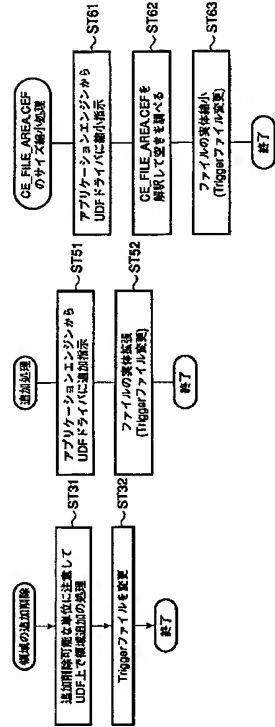 領域の追加削除
追加削除可能な単位に注意して
UDF上で領域追加の処理
ST31
Triggerファイルを変更
ST32
終了
追加処理
アプリケーションエンジンから
UDFドライバに追加指示
ST51
ファイルの実体拡張
(Triggerファイル変更)
ST52
終了
CE_FILE_AREA.CEF
のサイズ縮小処理
アプリケーションエンジンから
UDFドライバに縮小指示
ST61
CE_FILE_AREA.CEFを
解釈して空きを調べる
ST62
ファイルの実体縮小
(Triggerファイル変更)
ST63
終了